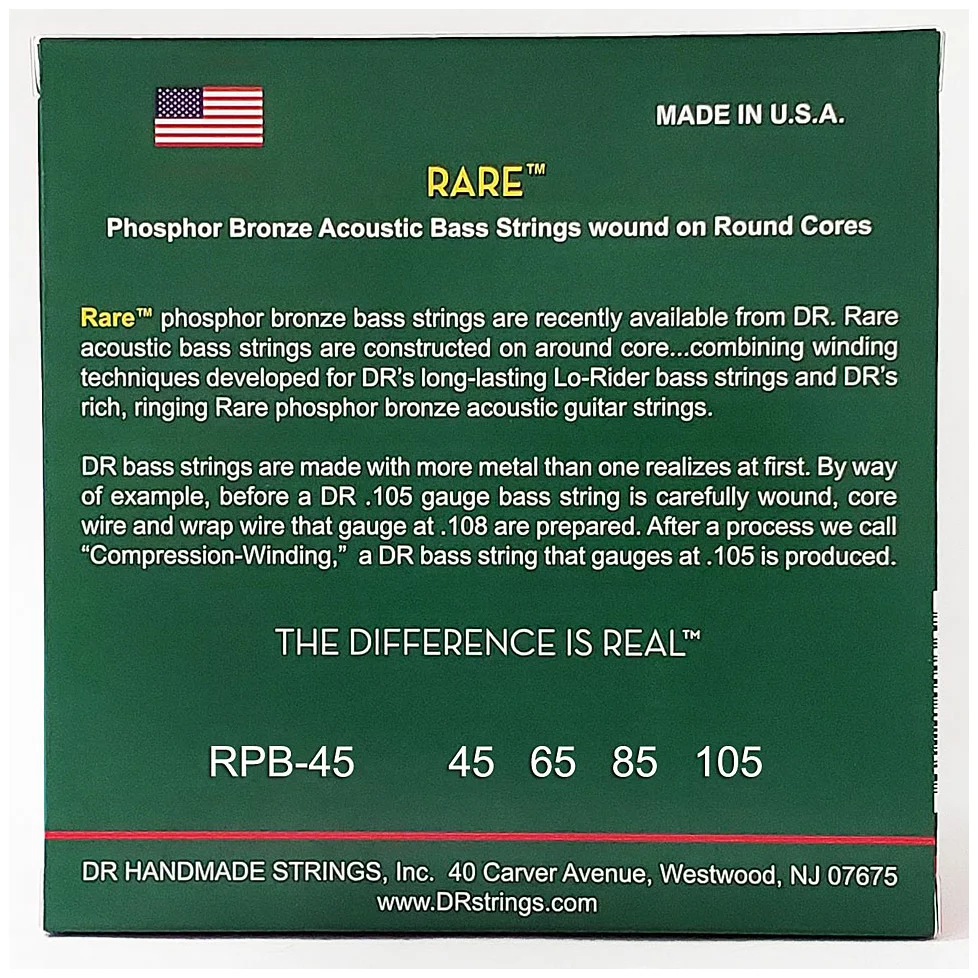 MADE IN U.S.A.
RARE™
Phosphor Bronze Acoustic Bass Strings wound on Round Cores
Rare™ phosphor bronze bass strings are recently available from DR. Rare
acoustic bass strings are constructed on around core...combining winding
techniques developed for DR's long-lasting Lo-Rider bass strings and DR's
rich, ringing Rare phosphor bronze acoustic guitar strings.
DR bass strings are made with more metal than one realizes at first. By way
of example, before a DR .105 gauge bass string is carefully wound, core
wire and wrap wire that gauge at .108 are prepared. After a process we call
“Compression-Winding,” a DR bass string that gauges at .105 is produced.
THE DIFFERENCE IS REAL™
RPB-45 45 65 85 105
DR HANDMADE STRINGS, Inc. 40 Carver Avenue, Westwood, NJ 07675
www.DRstrings.com